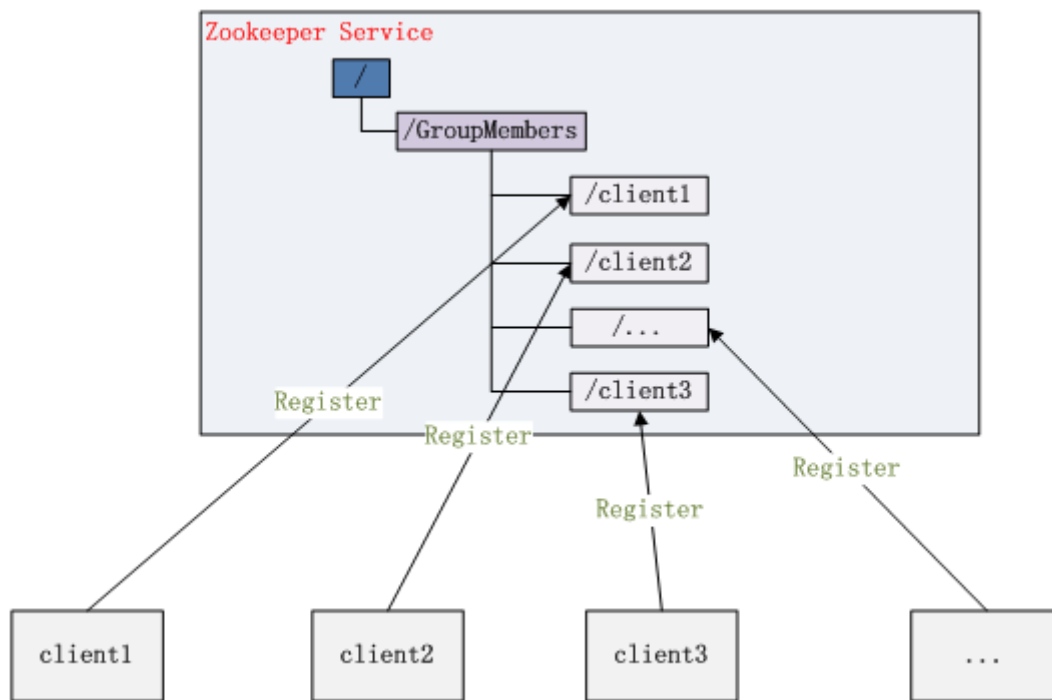 Zookeeper Service
/
/GroupMembers
/client1
/client2
/...
/client3
Register
Register
Register
Register
client1
client2
client3
...